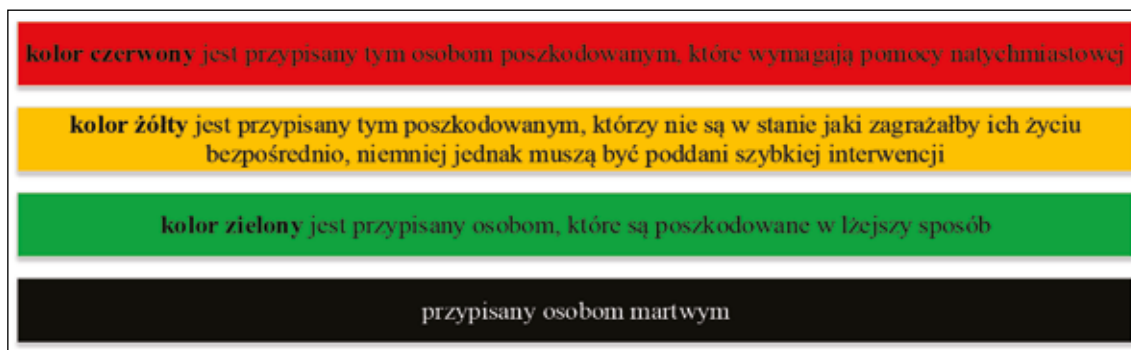 kolor czerwony jest przypisany tym osobom poszkodowanym, które wymagają pomocy natychmiastowej
kolor żółty jest przypisany tym poszkodowanym, którzy nie są w stanie jaki zagrażałby ich życiu
bezpośrednio, niemniej jednak muszą być poddani szybkiej interwencji
kolor zielony jest przypisany osobom, które są poszkodowane w lżejszy sposób
przypisany osobom martwym